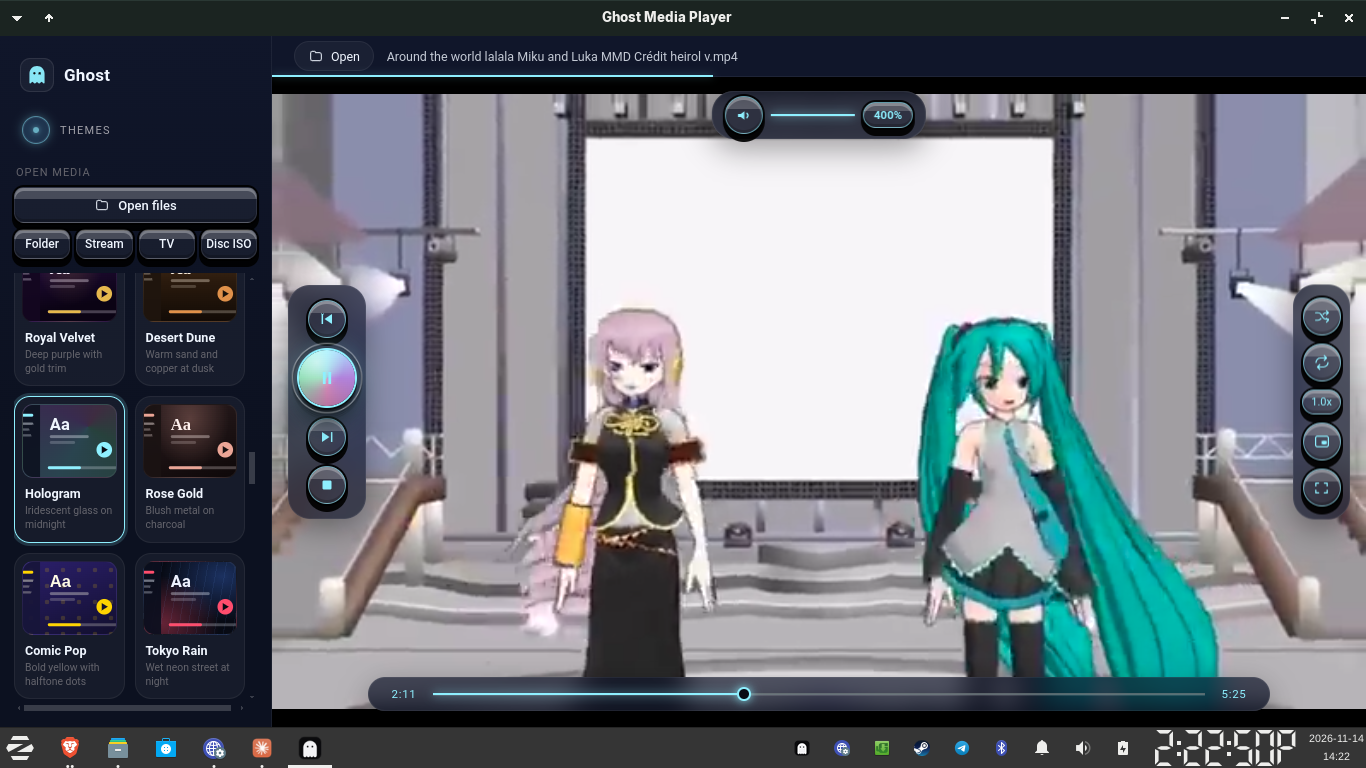 Ghost Media Player
Ghost
Open
Around the world lalala Miku and Luka MMD Crédit heirol v.mp4
THEMES
OPEN MEDIA
Open files
Folder
Stream
TV
Disc ISO
400%
Royal Velvet
Deep purple with
gold trim
Desert Dune
Warm sand and
copper at dusk
Aa
Hologram
Iridescent glass on
midnight
Aa
Rose Gold
Blush metal on
charcoal
Aa
Comic Pop
Bold yellow with
halftone dots
Aa
Tokyo Rain
Wet neon street at
night
1.0x
2:11
5:25
2:22:50P
2026-11-14
14:22